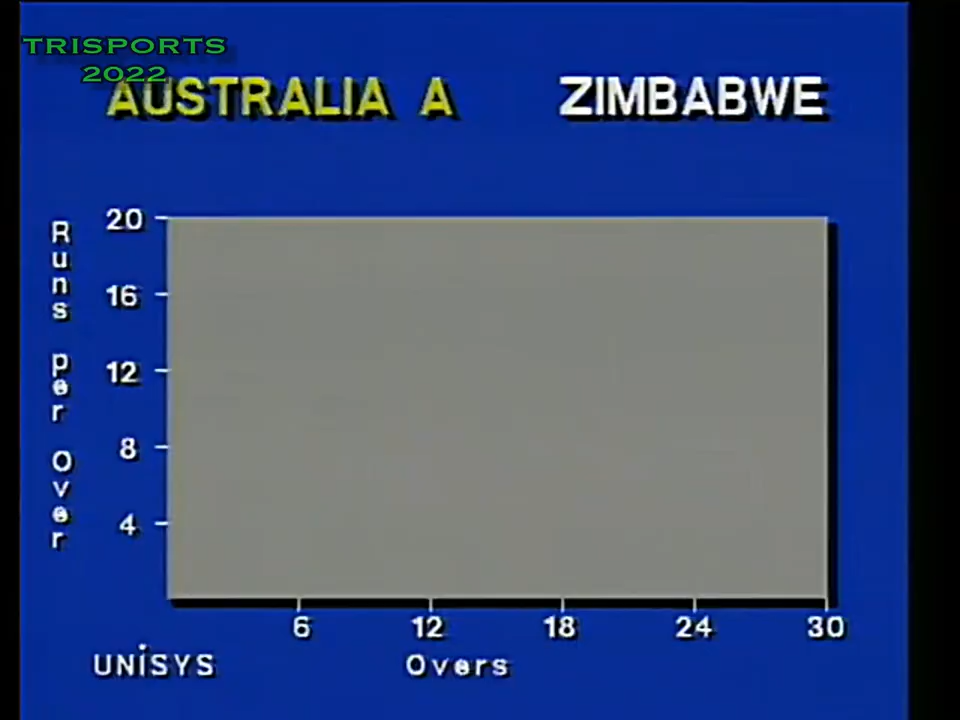 TRISPORTS
2022
AUSTRALIA A ZIMBABWE
Runs per Over
20
16
12
8
4
6 12 18 24 30
UNiSYS Overs